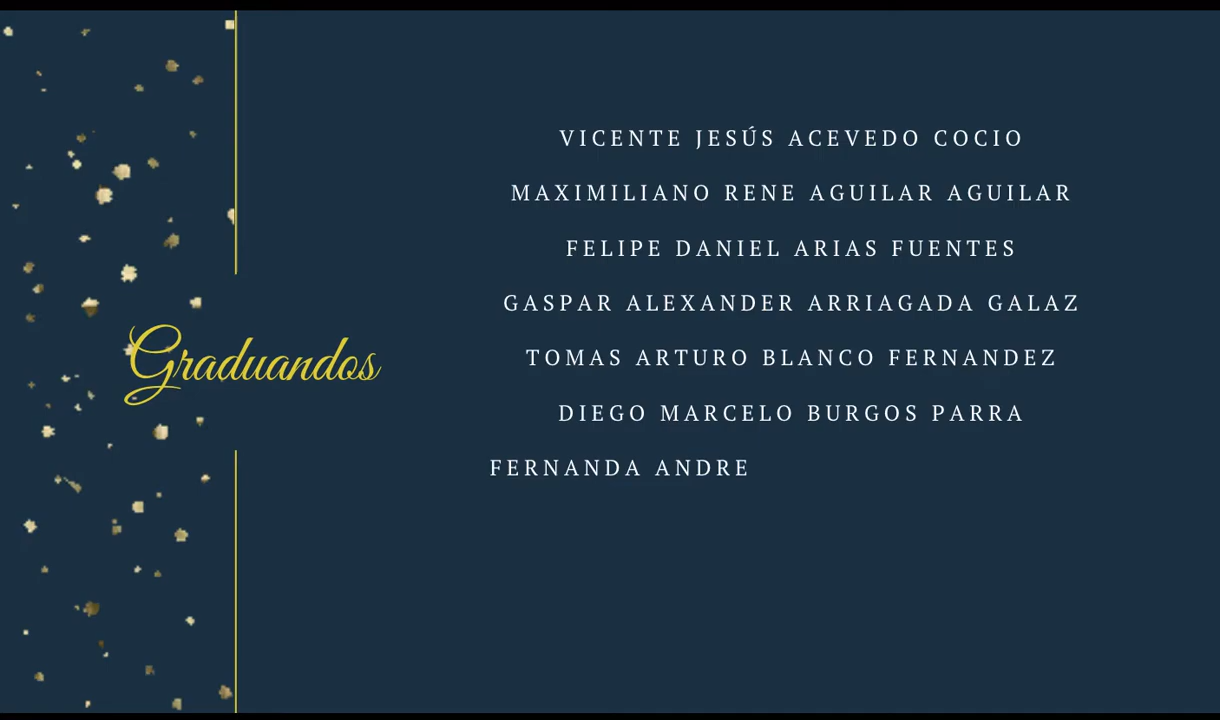 Graduandos
VICENTE JESÚS ACEVEDO COCIO
MAXIMILIANO RENE AGUILAR AGUILAR
FELIPE DANIEL ARIAS FUENTES
GASPAR ALEXANDER ARRIAGADA GALAZ
TOMAS ARTURO BLANCO FERNANDEZ
DIEGO MARCELO BURGOS PARRA
FERNANDA ANDRE